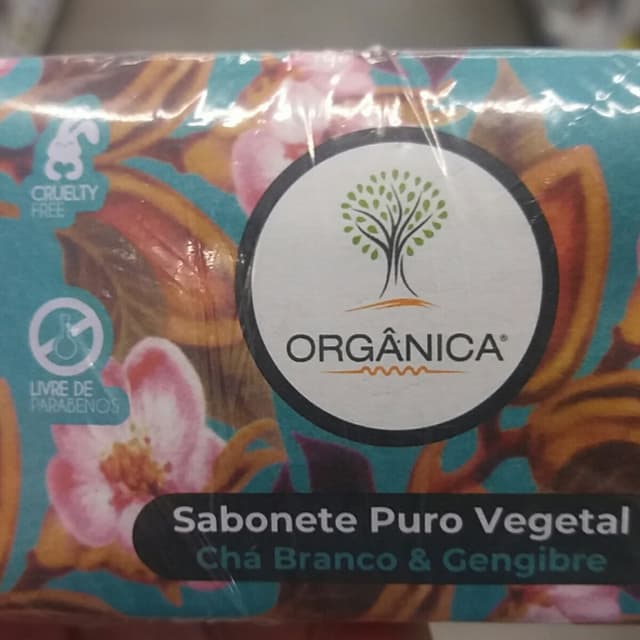 CRUELTY
FREE
LIVRE DE
PARABENOS
ORGÂNICA®
Sabonete Puro Vegetal
Chá Branco & Gengibre